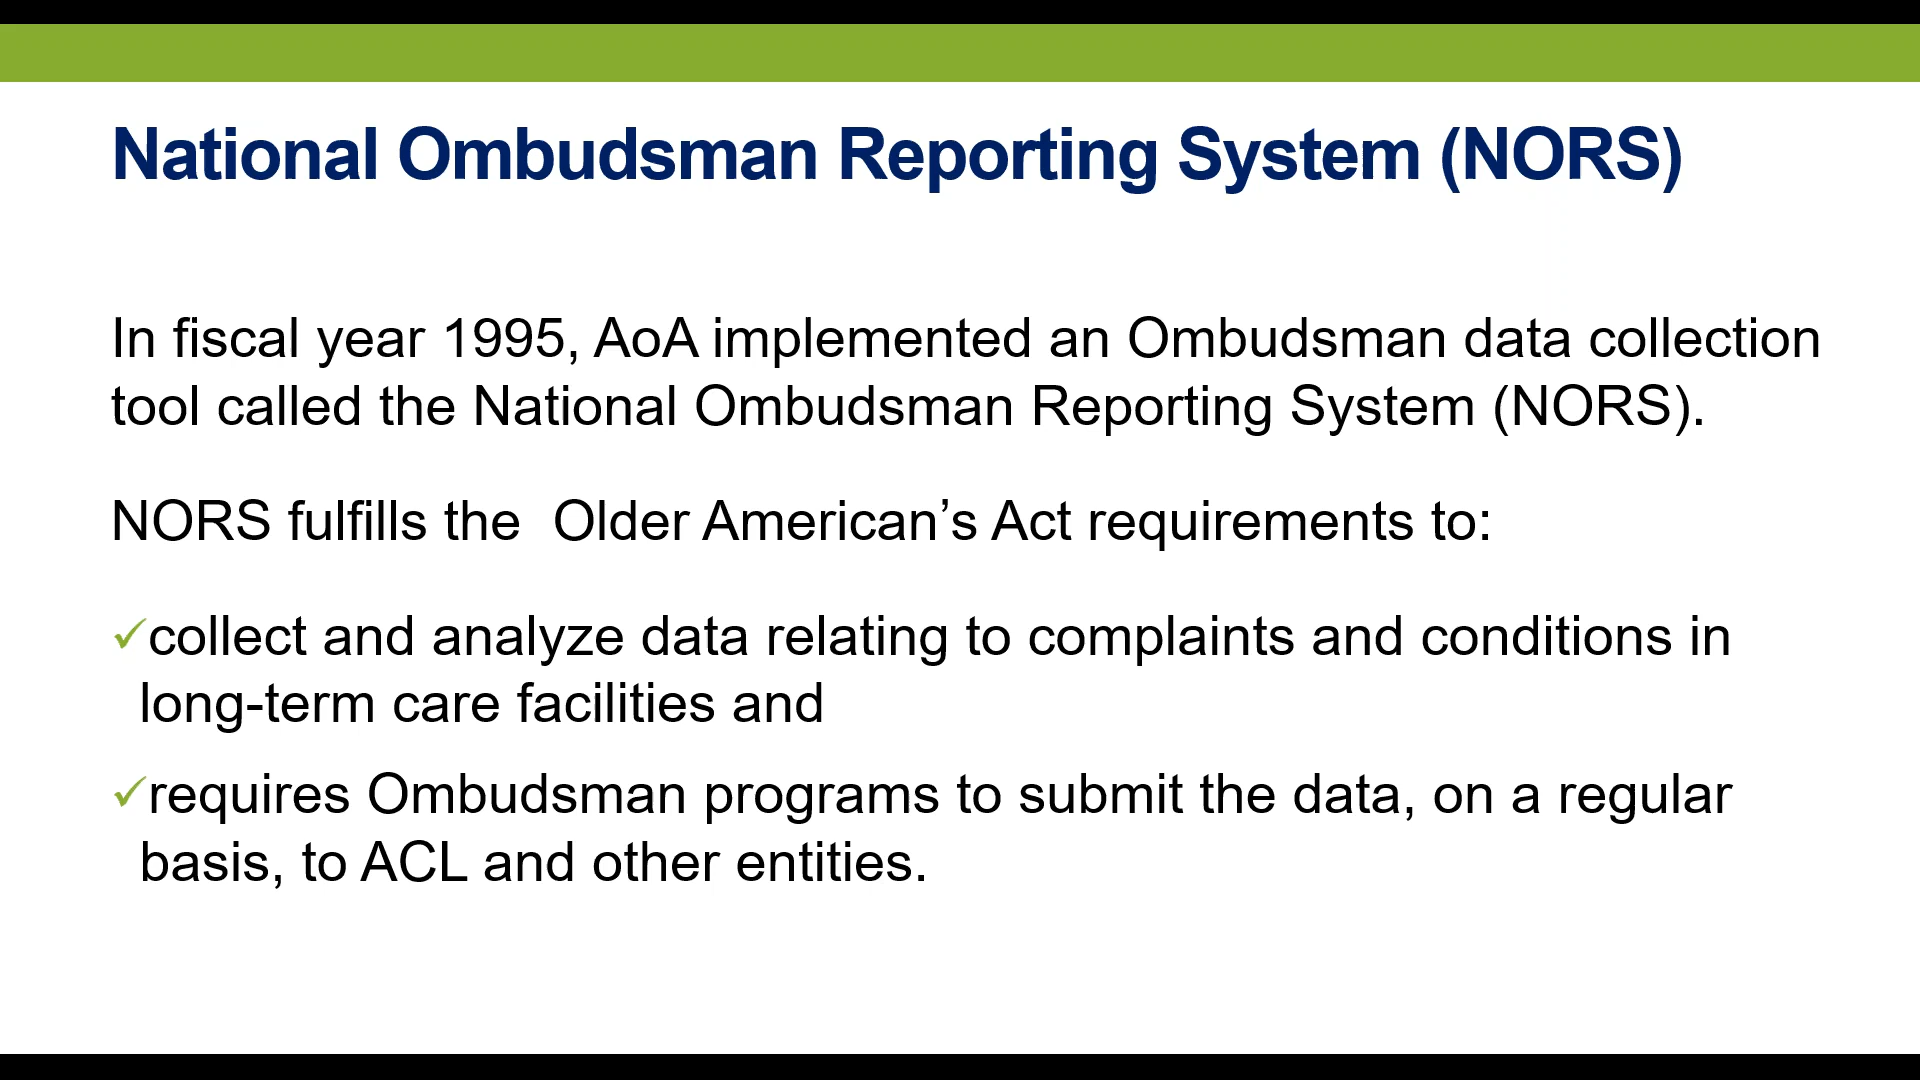 National Ombudsman Reporting System (NORS)
In fiscal year 1995, AoA implemented an Ombudsman data collection
tool called the National Ombudsman Reporting System (NORS).
NORS fulfills the  Older American’s Act requirements to:
✓collect and analyze data relating to complaints and conditions in
long-term care facilities and
✓requires Ombudsman programs to submit the data, on a regular
basis, to ACL and other entities.